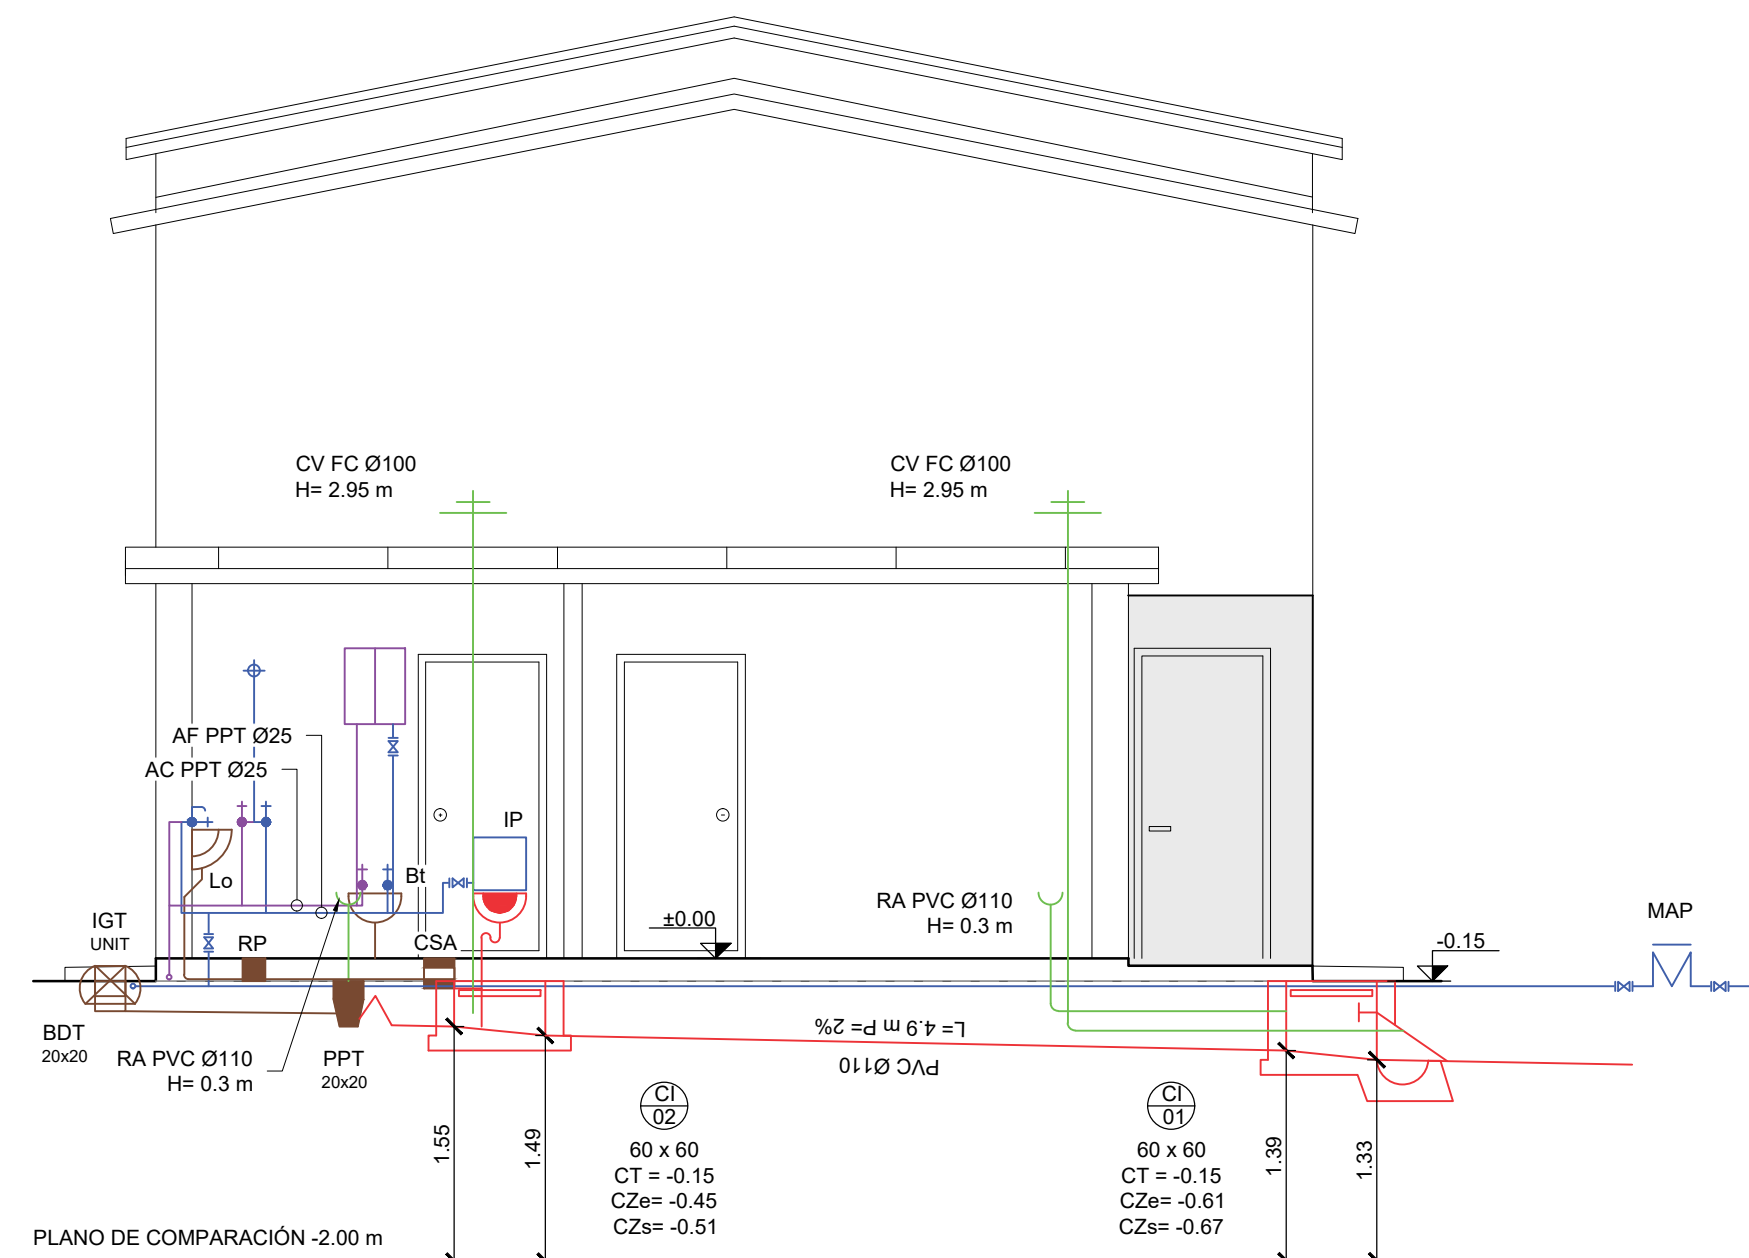 CV FC Ø100
H= 2.95 m
CV FC Ø100
H= 2.95 m
AF PPT Ø25
AC PPT Ø25
IP
Lo
Bt
RA PVC Ø110
H= 0.3 m
±0.00
-0.15
MAP
IGT
UNIT
RP
CSA
BDT
20x20
RA PVC Ø110
H= 0.3 m
PPT
20x20
L= 4.9 m P= 2%
PVC Ø110
CI
02
60 x 60
CT = -0.15
CZe= -0.45
CZs= -0.51
CI
01
60 x 60
CT = -0.15
CZe= -0.61
CZs= -0.67
1.55
1.49
1.39
1.33
PLANO DE COMPARACIÓN -2.00 m